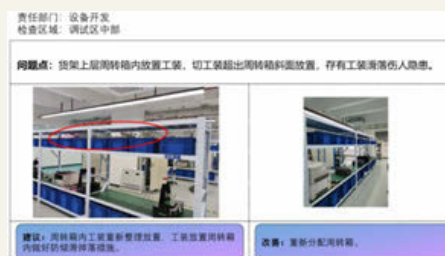 责任部门：设备开发
检查区域：调试区中部
问题点：货架上层周转箱内放置工装，切工装超出周转箱斜面放置，存有工装滑落伤人隐患。
建议：周转箱内工装重新整理放置，工装放置周转箱
内做好防倾滑掉落措施。
改善：重新分配周转箱。